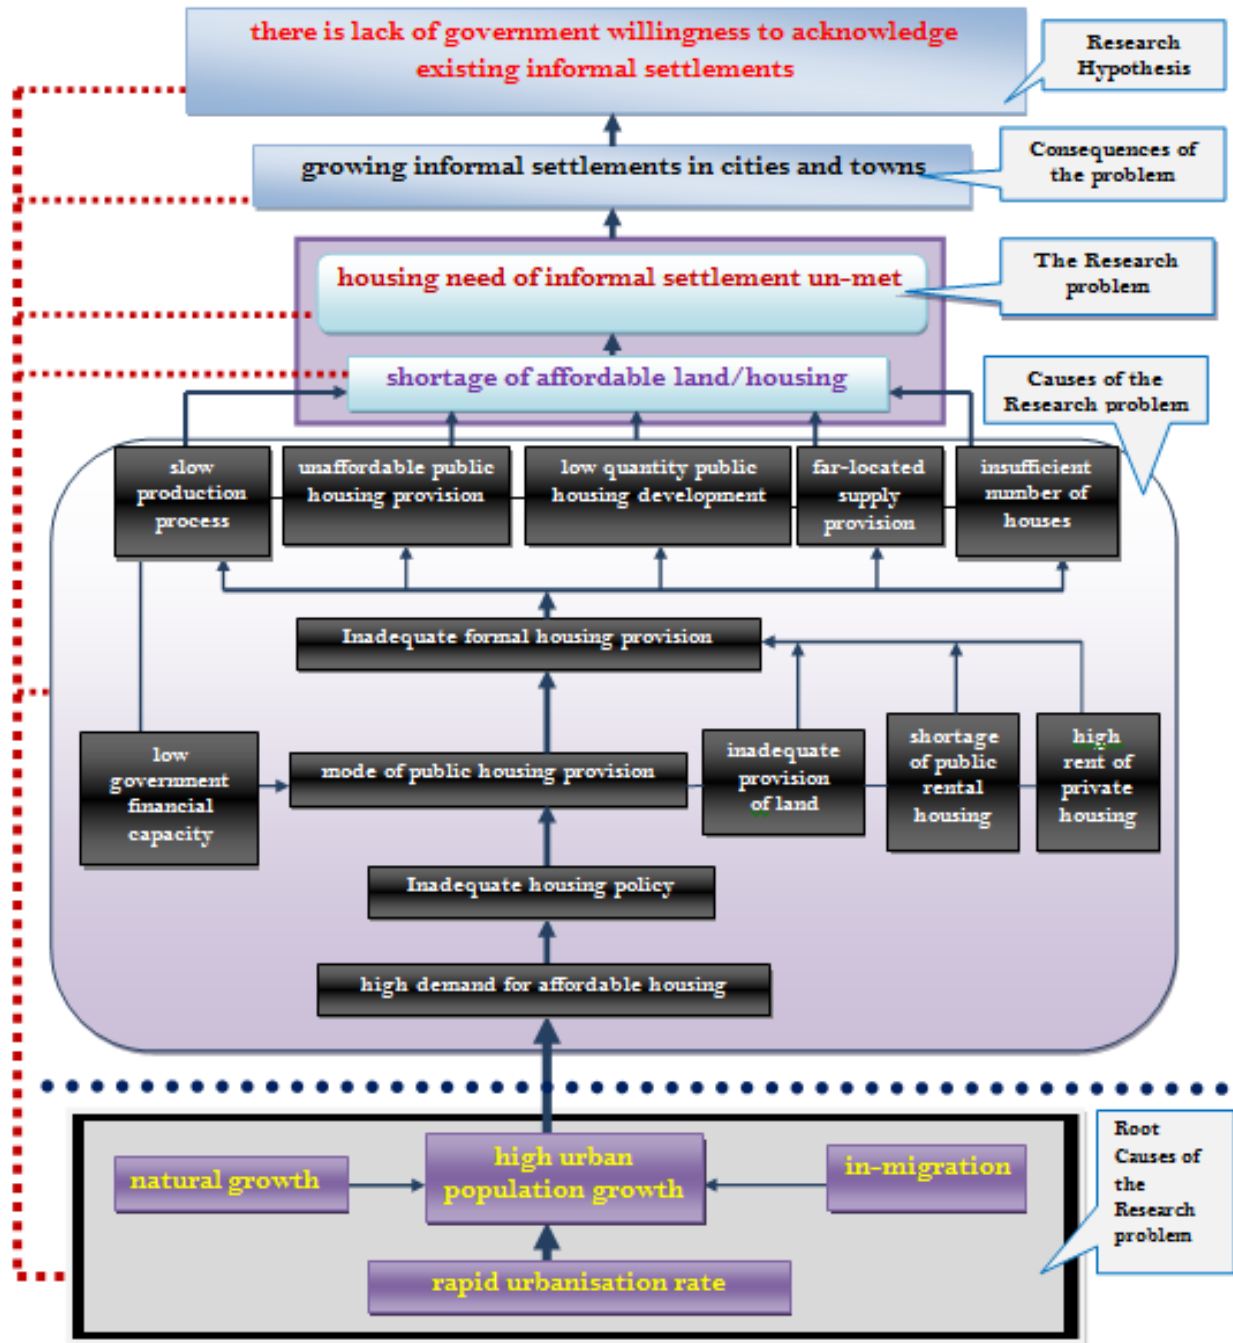 there is lack of government willingness to acknowledge
existing informal settlements
Research
Hypothesis
growing informal settlements in cities and towns
Consequences of
the problem
housing need of informal settlement un-met
The Research
problem
shortage of affordable land/housing
Causes of the
Research problem
slow
production
process
unaffordable public
housing provision
low quantity public
housing development
far-located
supply
provision
insufficient
number of
houses
Inadequate formal housing provision
low
government
financial
capacity
mode of public housing provision
inadequate
provision
of land
shortage
of public
rental
housing
high
rent of
private
housing
Inadequate housing policy
high demand for affordable housing
Root
Causes of
the
Research
problem
natural growth
high urban
population growth
in-migration
rapid urbanisation rate